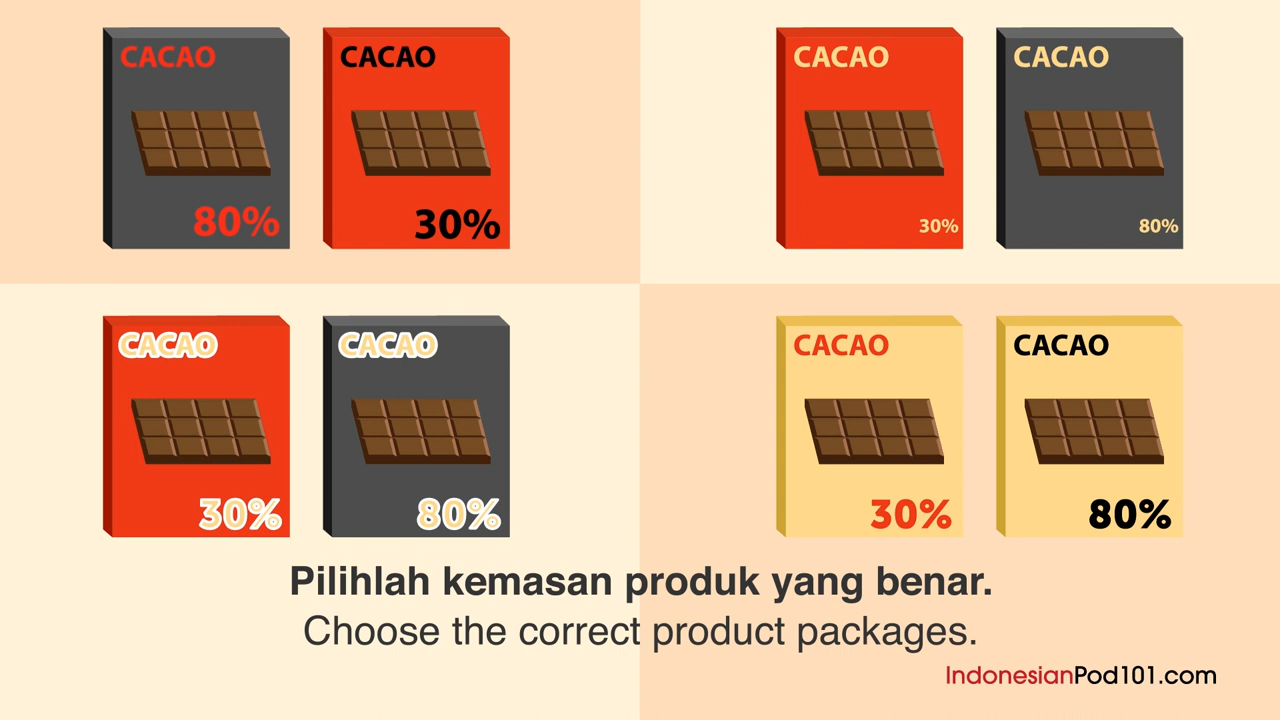 CACAO
80%
CACAO
30%
CACAO
30%
CACAO
80%
CACAO
30%
CACAO
80%
CACAO
30%
CACAO
80%
Pilihlah kemasan produk yang benar.
Choose the correct product packages.
IndonesianPod101.com